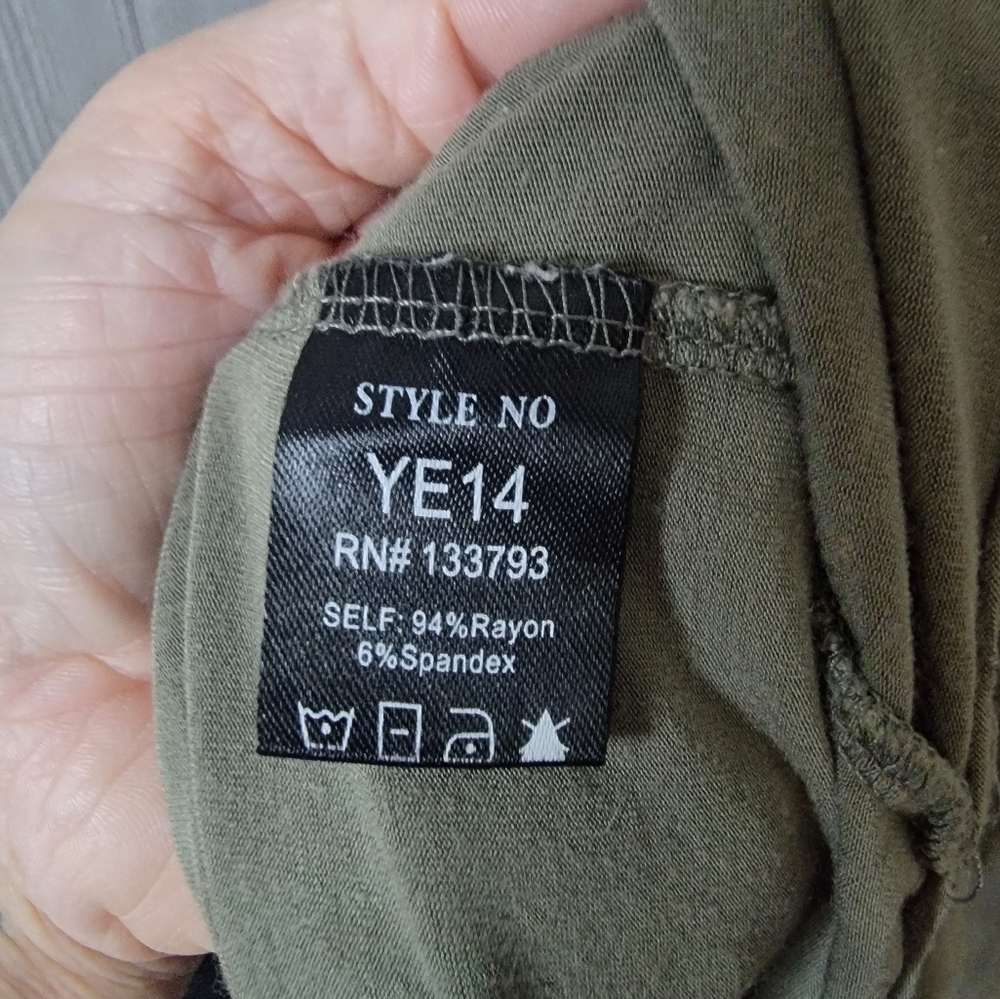 STYLE NO
YE14
RN# 133793
SELF: 94%Rayon
6%Spandex